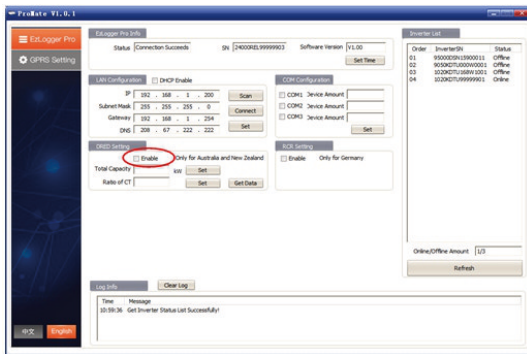 ProMate V1.0.1
EzLogger Pro
GPRS Setting
EzLogger Pro Info
Status Connection Succeeds SN 24000RZL99999903 Software Version V1.00
Set Time
LAN Configuration DHCP Enable
IP 192 . 168 . 1 . 200 Scan
Subnet Mask 255 . 255 . 255 . 0
Connect
Gateway 192 . 168 . 1 . 254
DNS 208 . 67 . 222 . 222 Set
COM Configuration
COM1 Device Amount
COM2 Device Amount
COM3 Device Amount
Set
DRED Setting
Enable Only for Australia and New Zealand
Total Capacity kW Set
Ratio of CT Set Get Data
RCR Setting
Enable Only for Germany
Inverter List
Order InverterSN Status
01 95000DSN13900011 Offline
02 9050KDTU000W0001 Offline
03 1020KDTU168W1001 Offline
04 1020KDTU99999901 Online
Online/Offline Amount 1/3
Refresh
Log Info Clear Log
Time Message
10:59:36 Get Inverter Status List Successfully!
中文 English